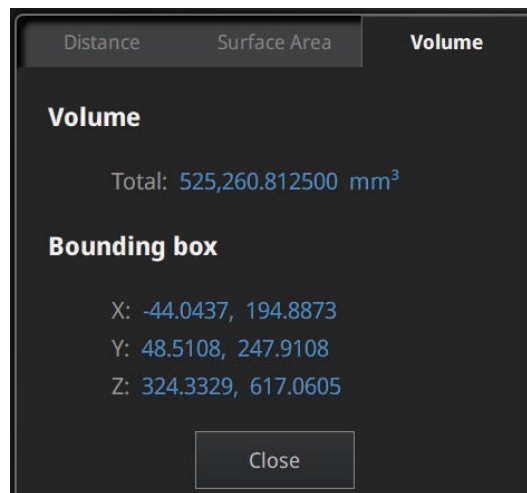 Distance Surface Area Volume
Volume
Total: 525,260.812500 mm³
Bounding box
X: -44.0437, 194.8873
Y: 48.5108, 247.9108
Z: 324.3329, 617.0605
Close